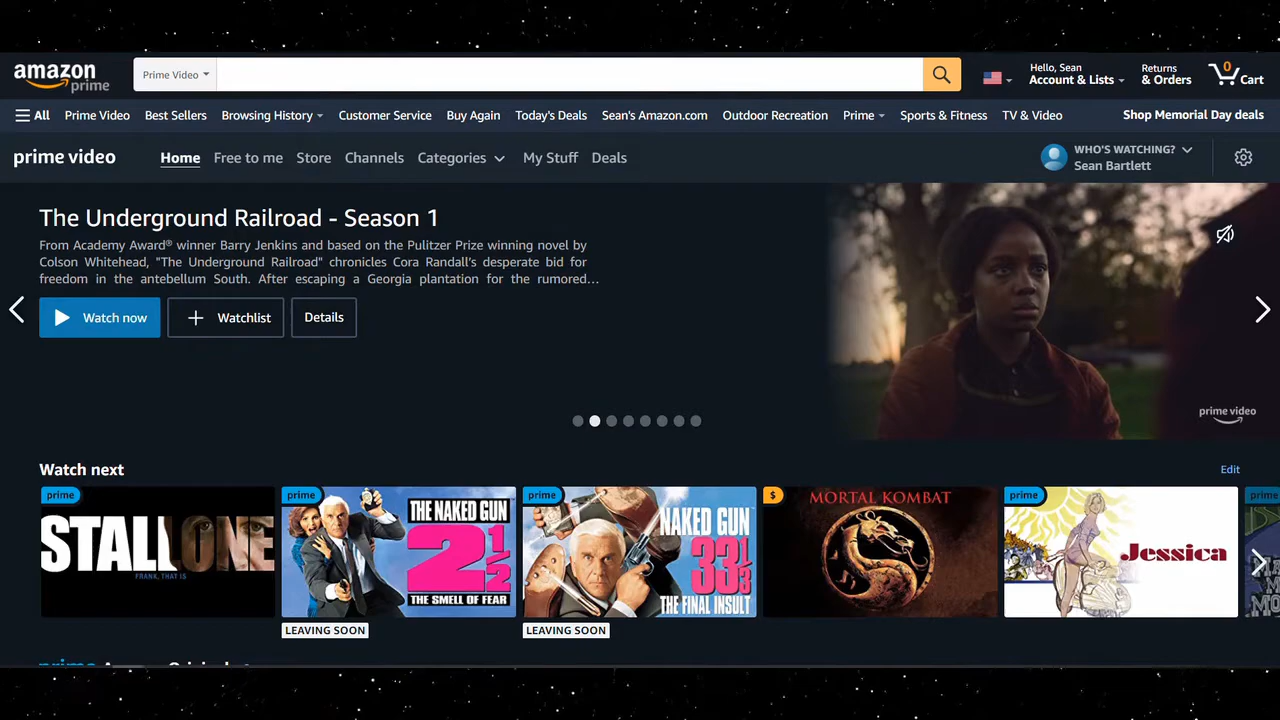 amazon prime
Prime Video
Hello, Sean
Account & Lists
Returns
& Orders
0
Cart
All
Prime Video
Best Sellers
Browsing History
Customer Service
Buy Again
Today's Deals
Sean's Amazon.com
Outdoor Recreation
Prime
Sports & Fitness
TV & Video
Shop Memorial Day deals
prime video
Home
Free to me
Store
Channels
Categories
My Stuff
Deals
WHO'S WATCHING?
Sean Bartlett
The Underground Railroad - Season 1
From Academy Award® winner Barry Jenkins and based on the Pulitzer Prize winning novel by
Colson Whitehead, "The Underground Railroad" chronicles Cora Randall's desperate bid for
freedom in the antebellum South. After escaping a Georgia plantation for the rumored...
Watch now
Watchlist
Details
prime video
Watch next
Edit
prime
STALLONE
FRANK, THAT IS
prime
THE NAKED GUN
2 1/2
THE SMELL OF FEAR
LEAVING SOON
prime
NAKED GUN
33 1/3
THE FINAL INSULT
LEAVING SOON
$
MORTAL KOMBAT
prime
Jessica
prime